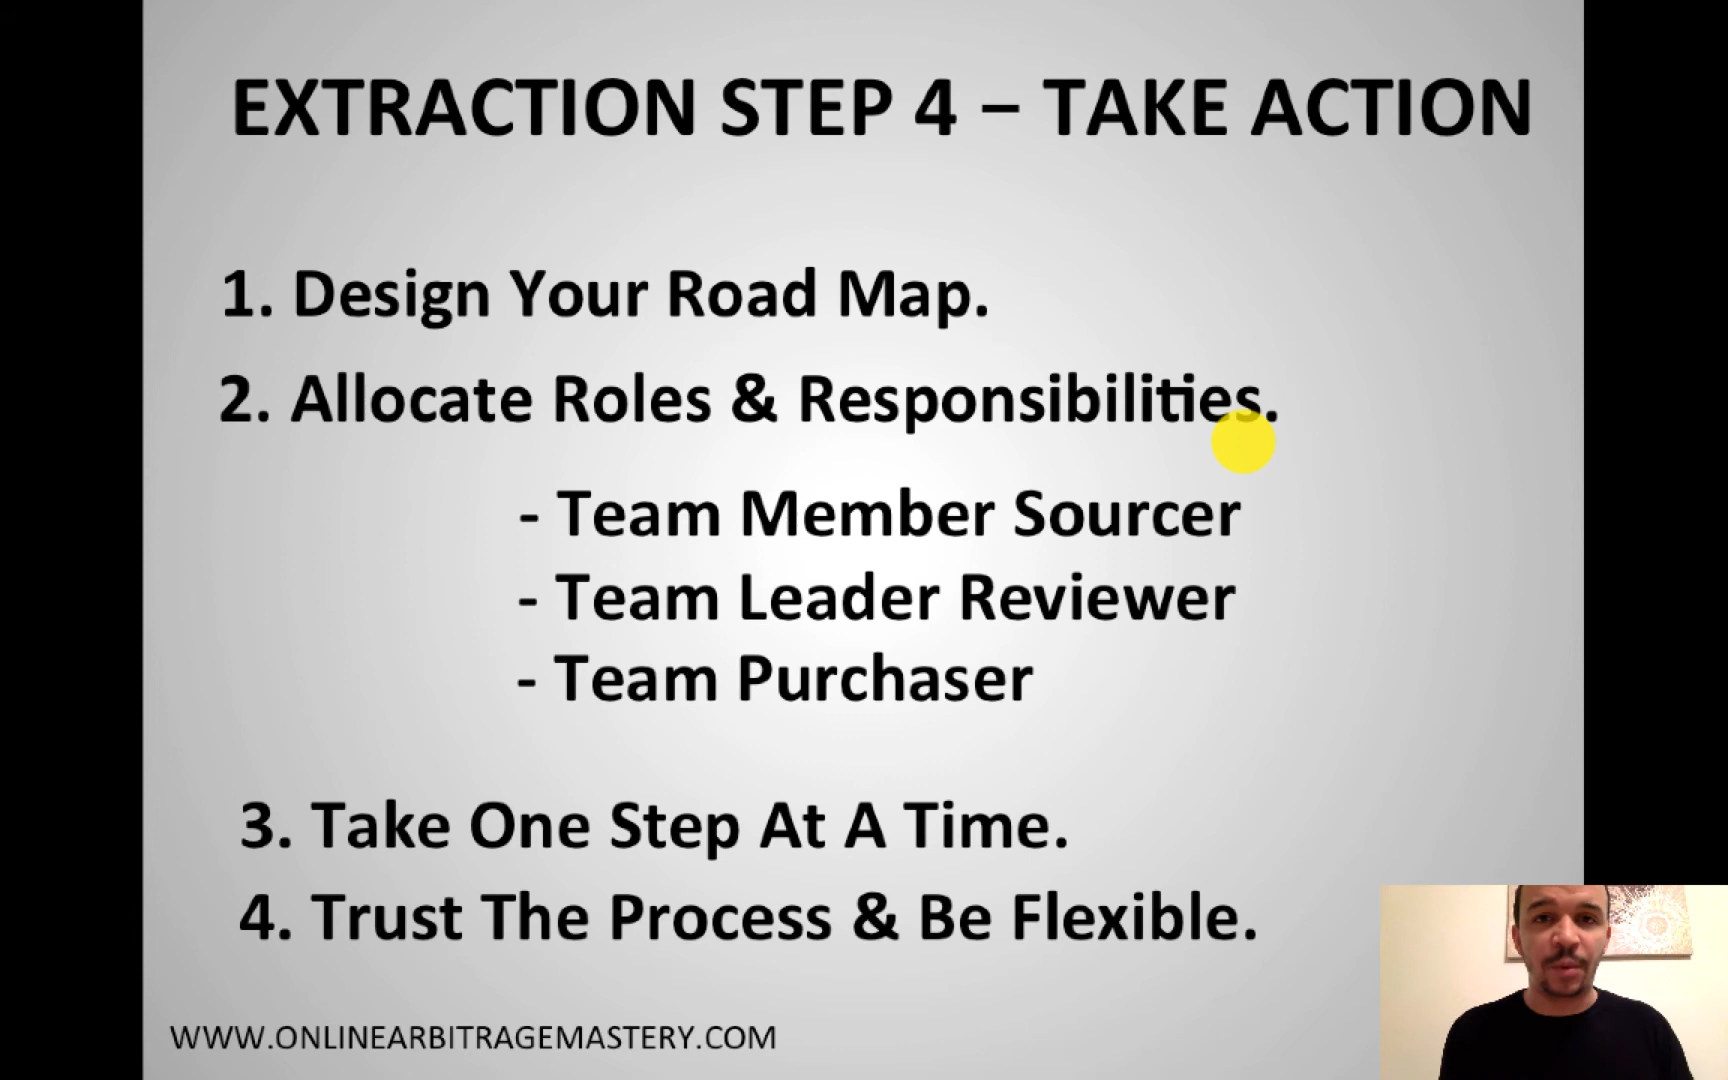 EXTRACTION STEP 4 – TAKE ACTION
1. Design Your Road Map.
2. Allocate Roles & Responsibilities.
- Team Member Sourcer
- Team Leader Reviewer
- Team Purchaser
3. Take One Step At A Time.
4. Trust The Process & Be Flexible.
WWW.ONLINEARBITRAGEMASTERY.COM